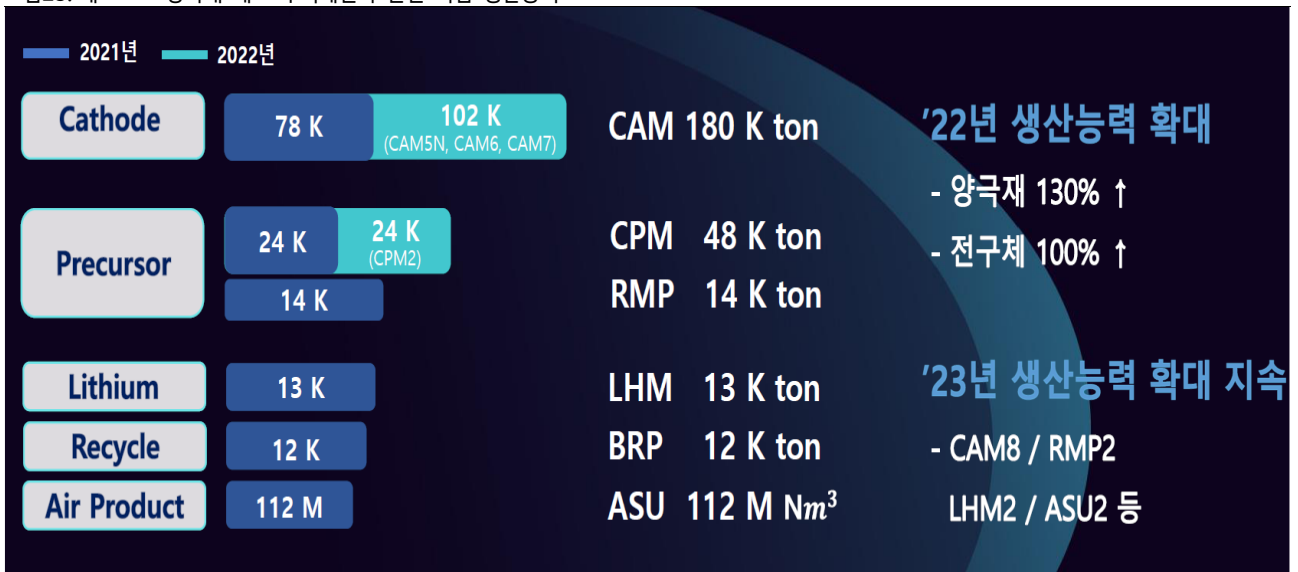 2021년 2022년
Cathode 78 K 102 K CAM 180 K ton '22년 생산능력 확대
(CAM5N, CAM6, CAM7)
- 양극재 130% ↑
Precursor 24 K 24 K CPM 48 K ton - 전구체 100% ↑
(CPM2)
14 K RMP 14 K ton
Lithium 13 K LHM 13 K ton '23년 생산능력 확대 지속
Recycle 12 K BRP 12 K ton - CAM8 / RMP2
Air Product 112 M ASU 112 M Nm³ LHM2 / ASU2 등